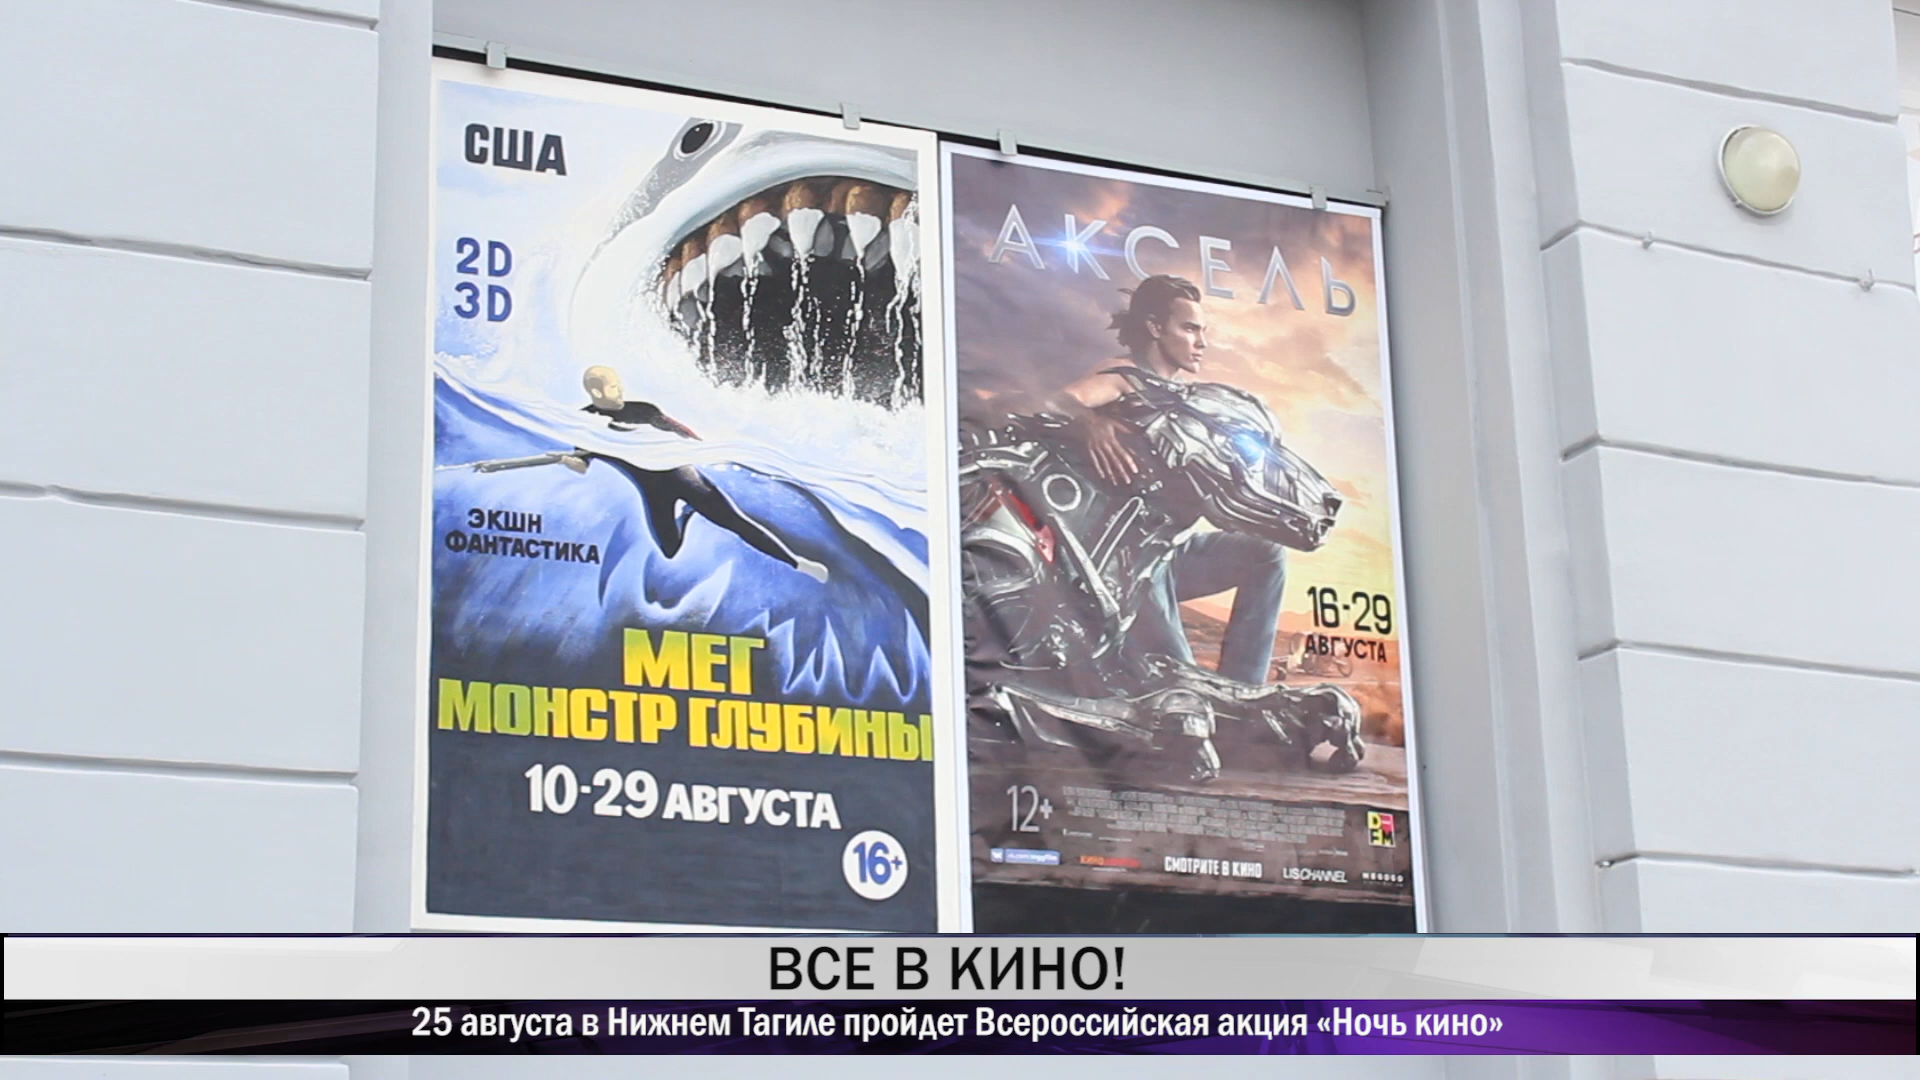 США
2D
3D
ЭКШН
ФАНТАСТИКА
МЕГ
МОНСТР ГЛУБИНЫ
10-29 АВГУСТА
16+
АКСЕЛЬ
16-29
АВГУСТА
12+
СМОТРИТЕ В КИНО
LISCHANNEL
ВСЕ В КИНО!
25 августа в Нижнем Тагиле пройдет Всероссийская акция «Ночь кино»